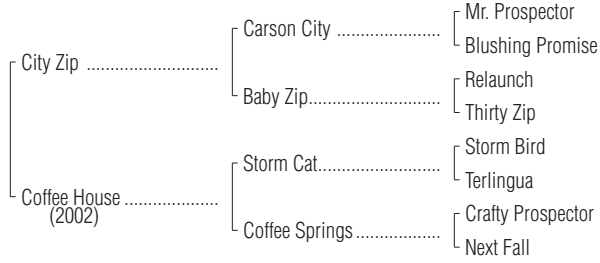 Mr. Prospector
Carson City ....................
Blushing Promise
City Zip .........................
Relaunch
Baby Zip.........................
Thirty Zip
Storm Bird
Storm Cat.......................
Terlingua
Coffee House ..................
(2002)
Crafty Prospector
Coffee Springs ................
Next Fall